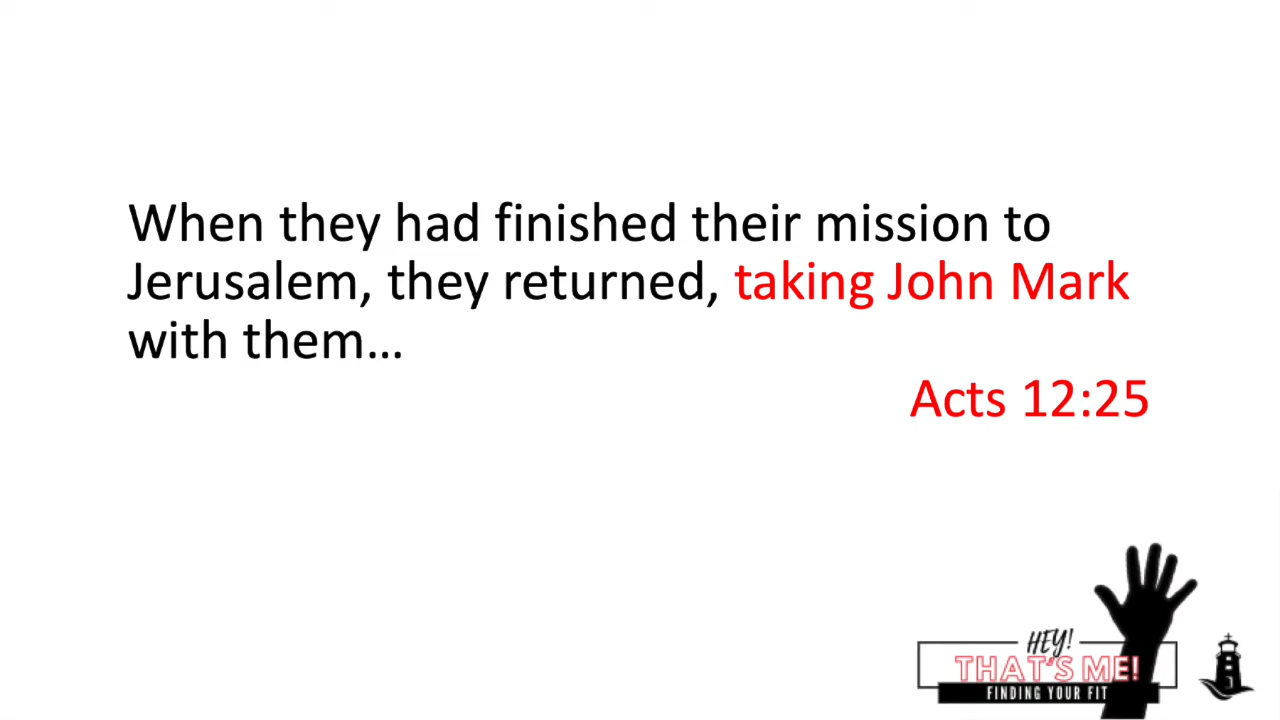 When they had finished their mission to
Jerusalem, they returned, taking John Mark
with them…
Acts 12:25
HEY!
THAT'S ME!
FINDING YOUR FIT